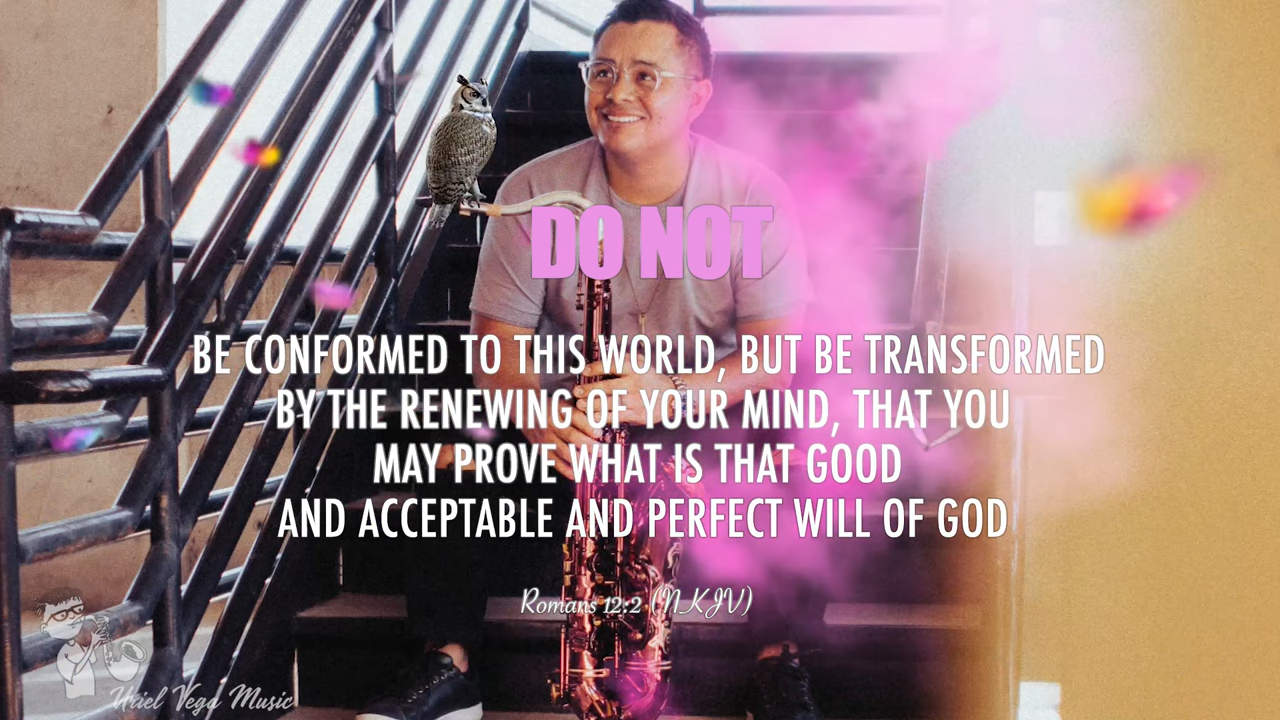 DO NOT
BE CONFORMED TO THIS WORLD, BUT BE TRANSFORMED
BY THE RENEWING OF YOUR MIND, THAT YOU
MAY PROVE WHAT IS THAT GOOD
AND ACCEPTABLE AND PERFECT WILL OF GOD
Romans 12:2 (NKJV)
Uriel Vega Music